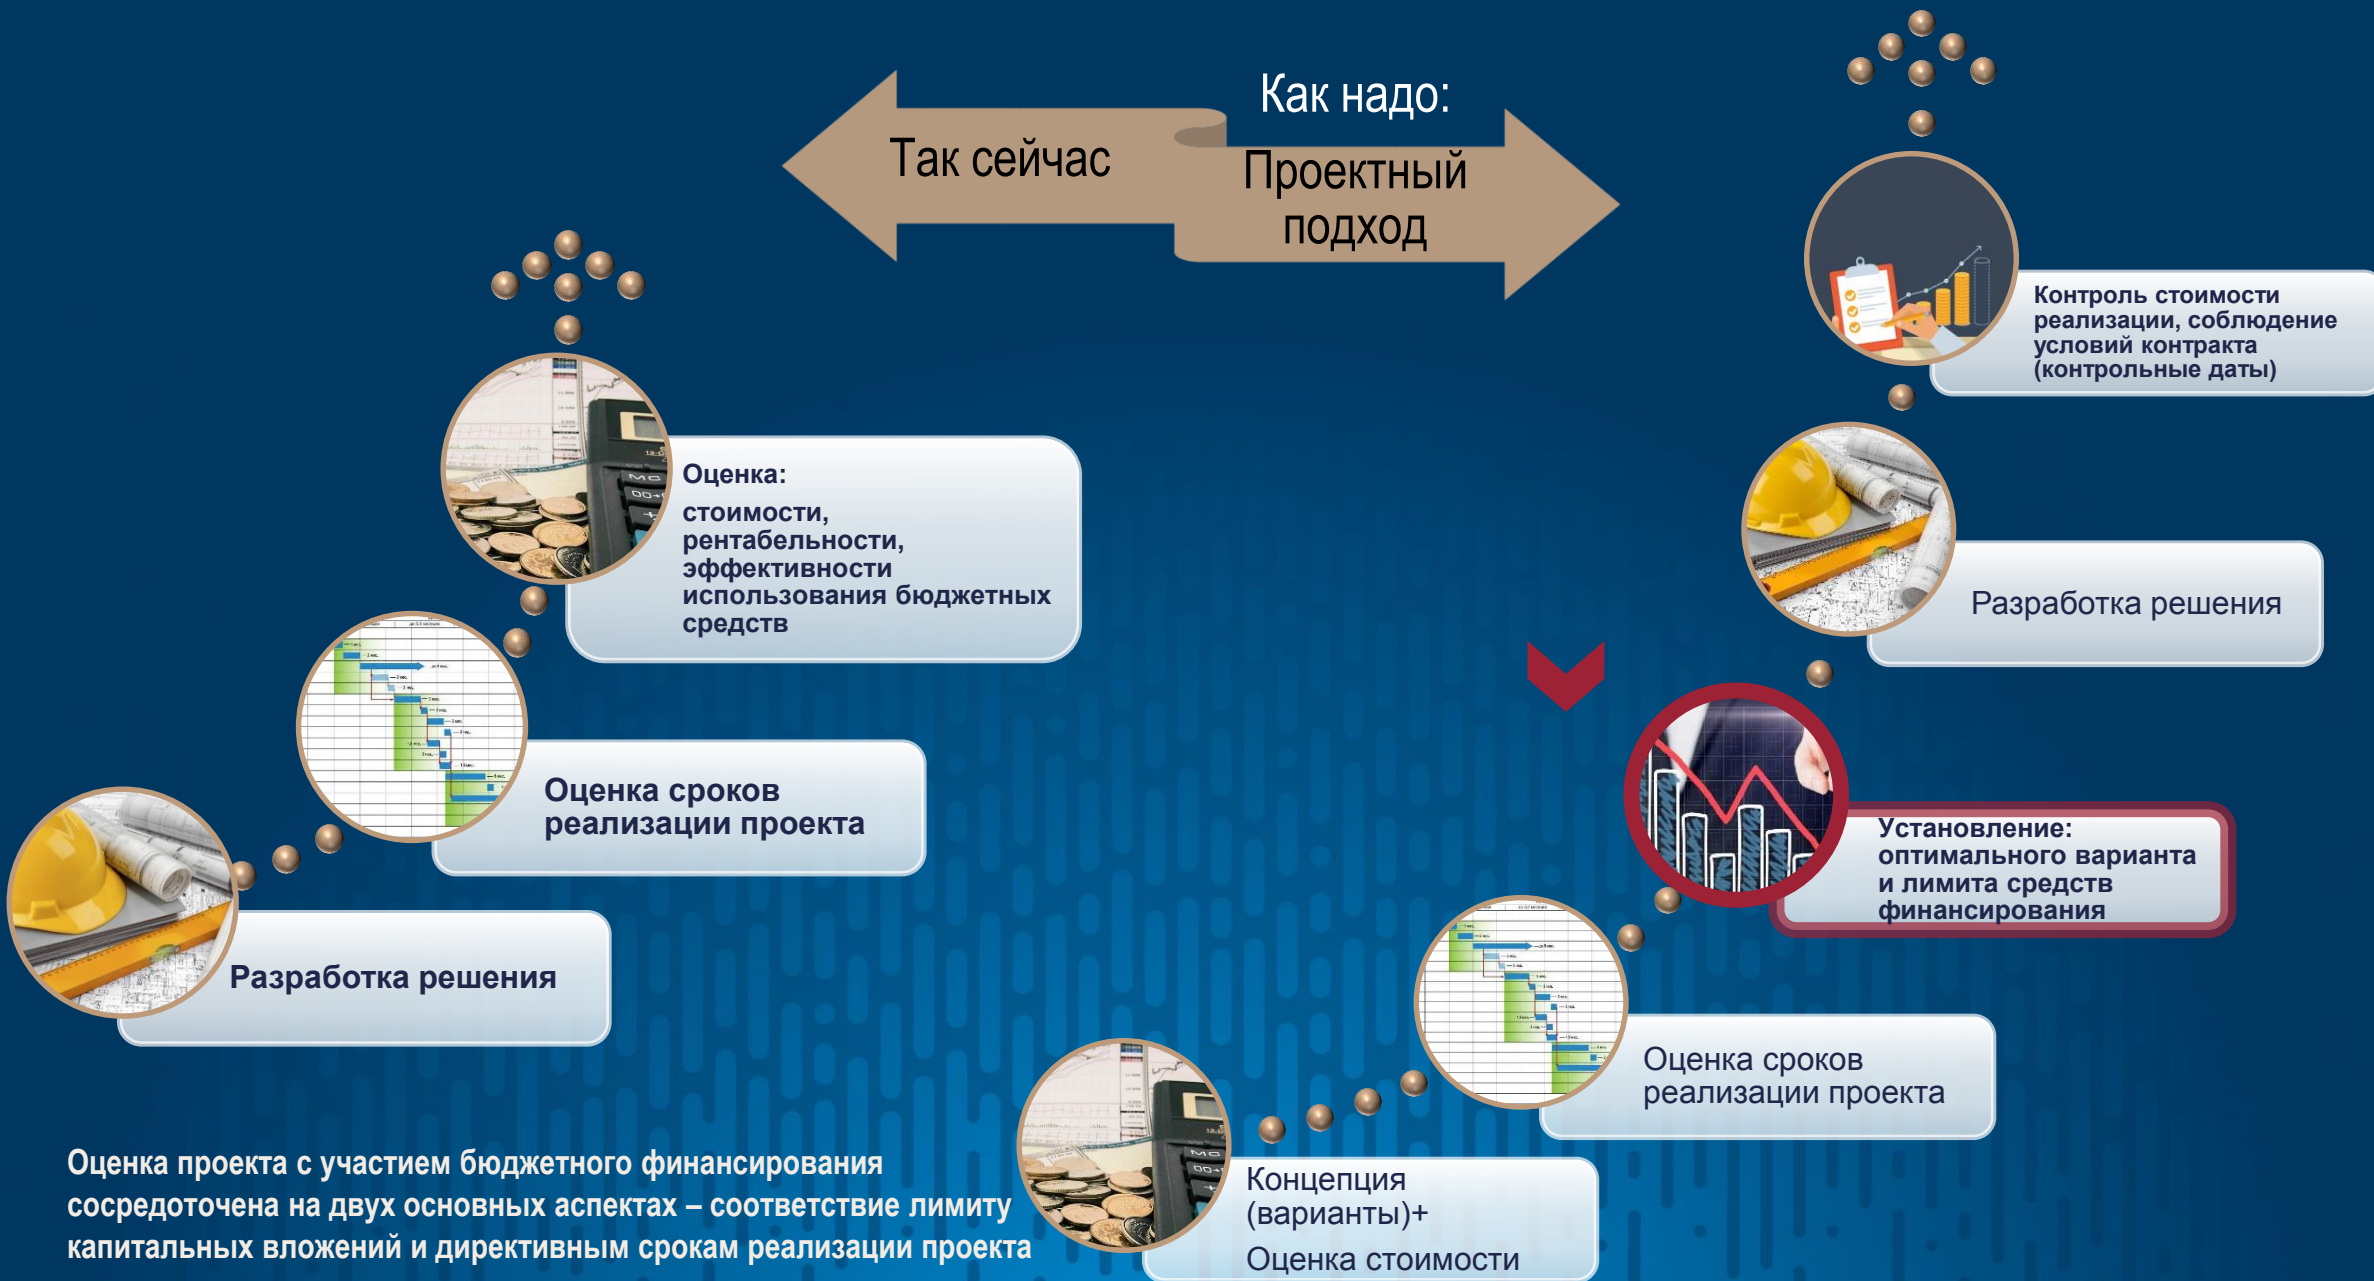 Так сейчас
Как надо:
Проектный
подход
Оценка:
стоимости,
рентабельности,
эффективности
использования бюджетных
средств
Оценка сроков
реализации проекта
Разработка решения
Оценка проекта с участием бюджетного финансирования
сосредоточена на двух основных аспектах – соответствие лимиту
капитальных вложений и директивным срокам реализации проекта
Контроль стоимости
реализации, соблюдение
условий контракта
(контрольные даты)
Разработка решения
Установление:
оптимального варианта
и лимита средств
финансирования
Оценка сроков
реализации проекта
Концепция
(варианты)+
Оценка стоимости